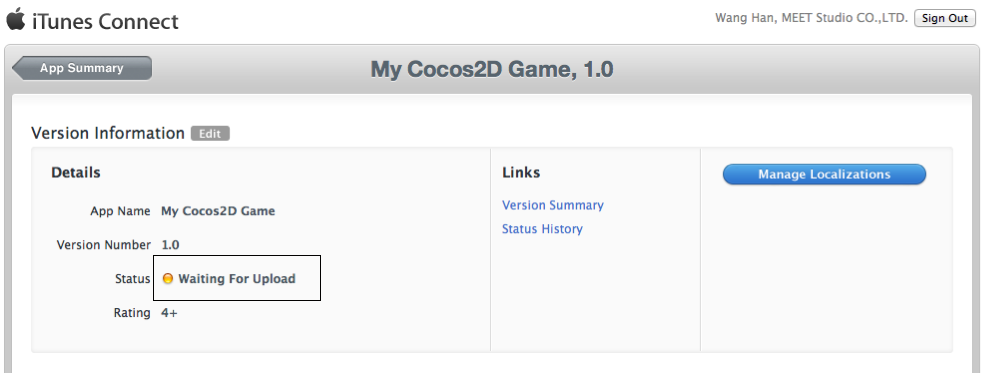 iTunes Connect
Wang Han, MEET Studio CO.,LTD. Sign Out
App Summary
My Cocos2D Game, 1.0
Version Information Edit
Details
App Name My Cocos2D Game
Version Number 1.0
Status Waiting For Upload
Rating 4+
Links
Version Summary
Status History
Manage Localizations